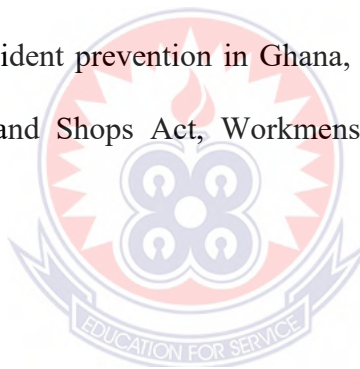 ident prevention in Ghana,
and Shops Act, Workmens
EDUCATION FOR SERVICE